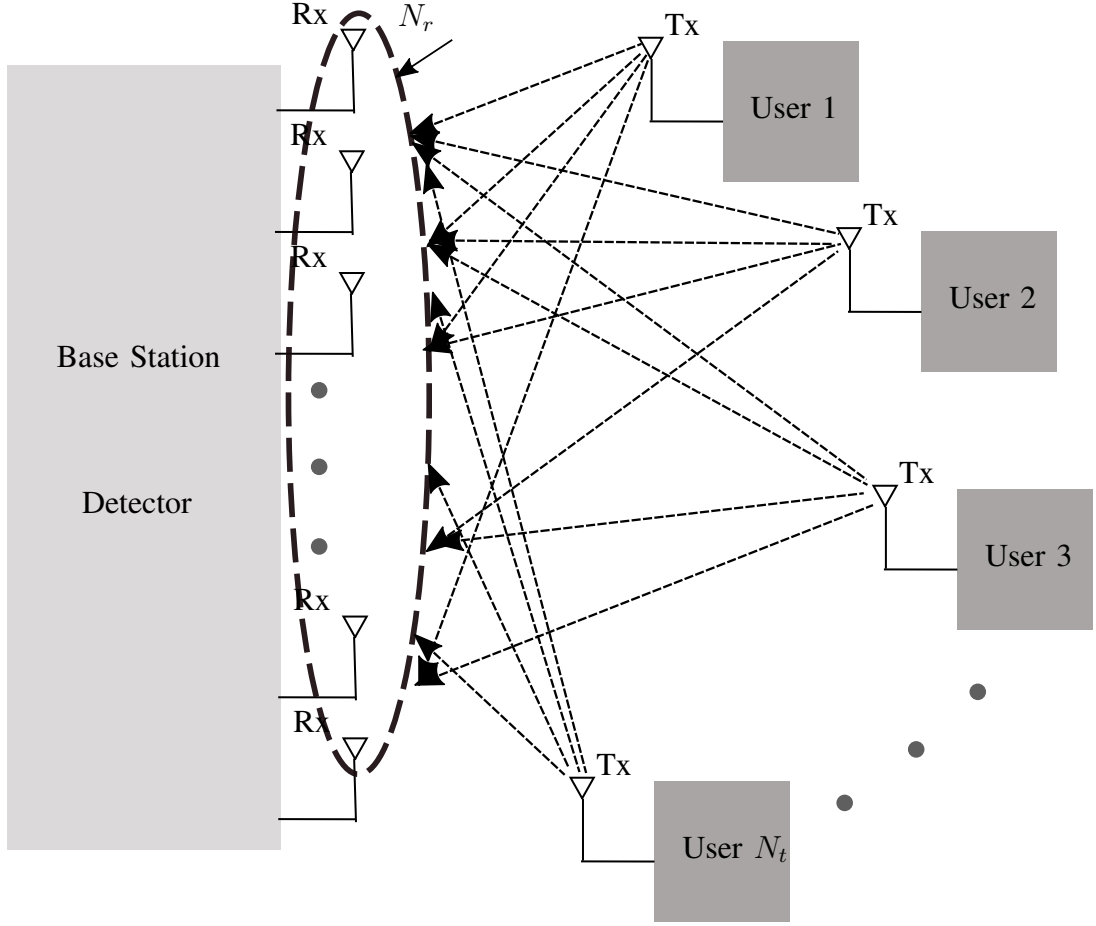 Rx
N_r
Tx
User 1
Rx
Tx
Rx
User 2
Base Station
Tx
Detector
User 3
Rx
Rx
Tx
User N_t